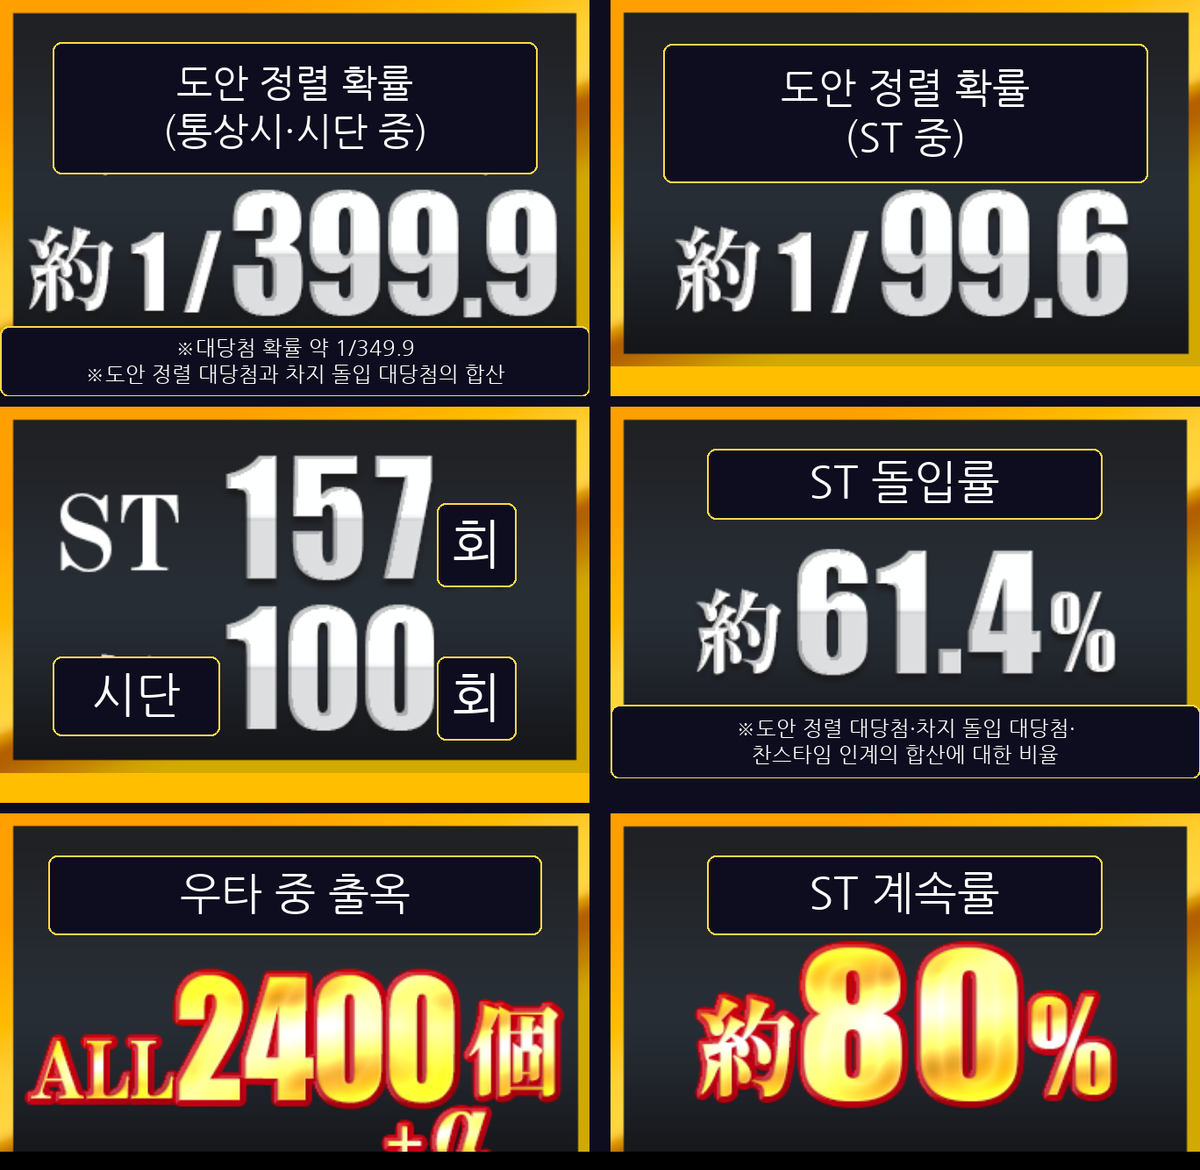 도안 정렬 확률
(통상시·시단 중)
約1/399.9
※대당첨 확률 약 1/349.9
※도안 정렬 대당첨과 차지 돌입 대당첨의 합산
도안 정렬 확률
(ST 중)
約1/99.6
ST 157회
시단 100회
ST 돌입률
約61.4%
※도안 정렬 대당첨·차지 돌입 대당첨·
찬스타임 인계의 합산에 대한 비율
우타 중 출옥
ALL2400個
+α
ST 계속률
約80%